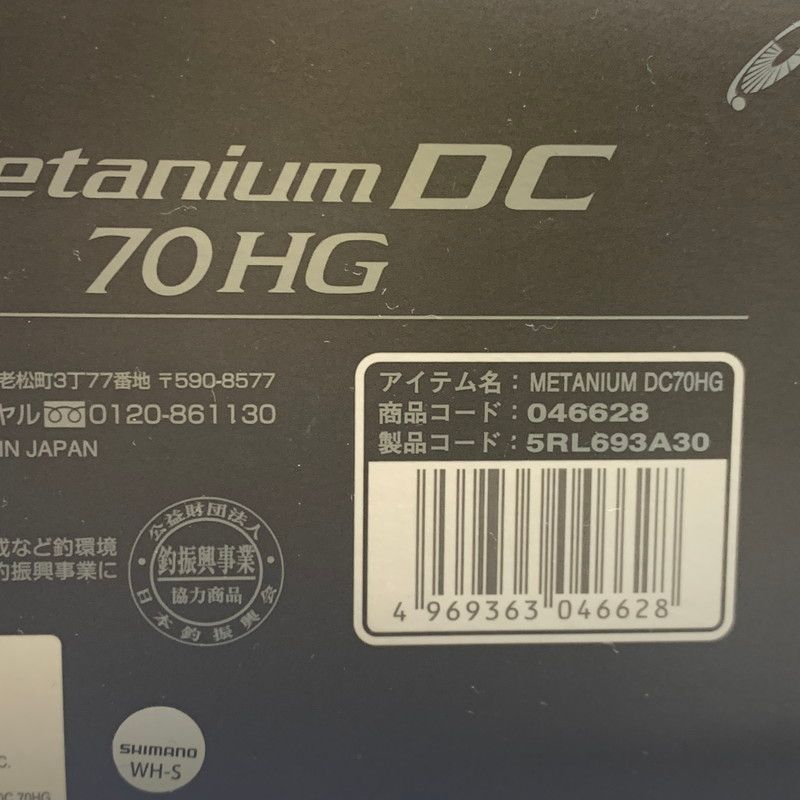 etanium DC
70HG
老松町3丁77番地 〒590-8577
ヤル 0120-861130
IN JAPAN
アイテム名：METANIUM DC70HG
商品コード：046628
製品コード：5RL693A30
4 969363 046628
成など釣環境
釣振興事業に
公益財団法人
釣振興事業
協力商品
日本釣振興会
SHIMANO
WH-S
C.
DC 70HG